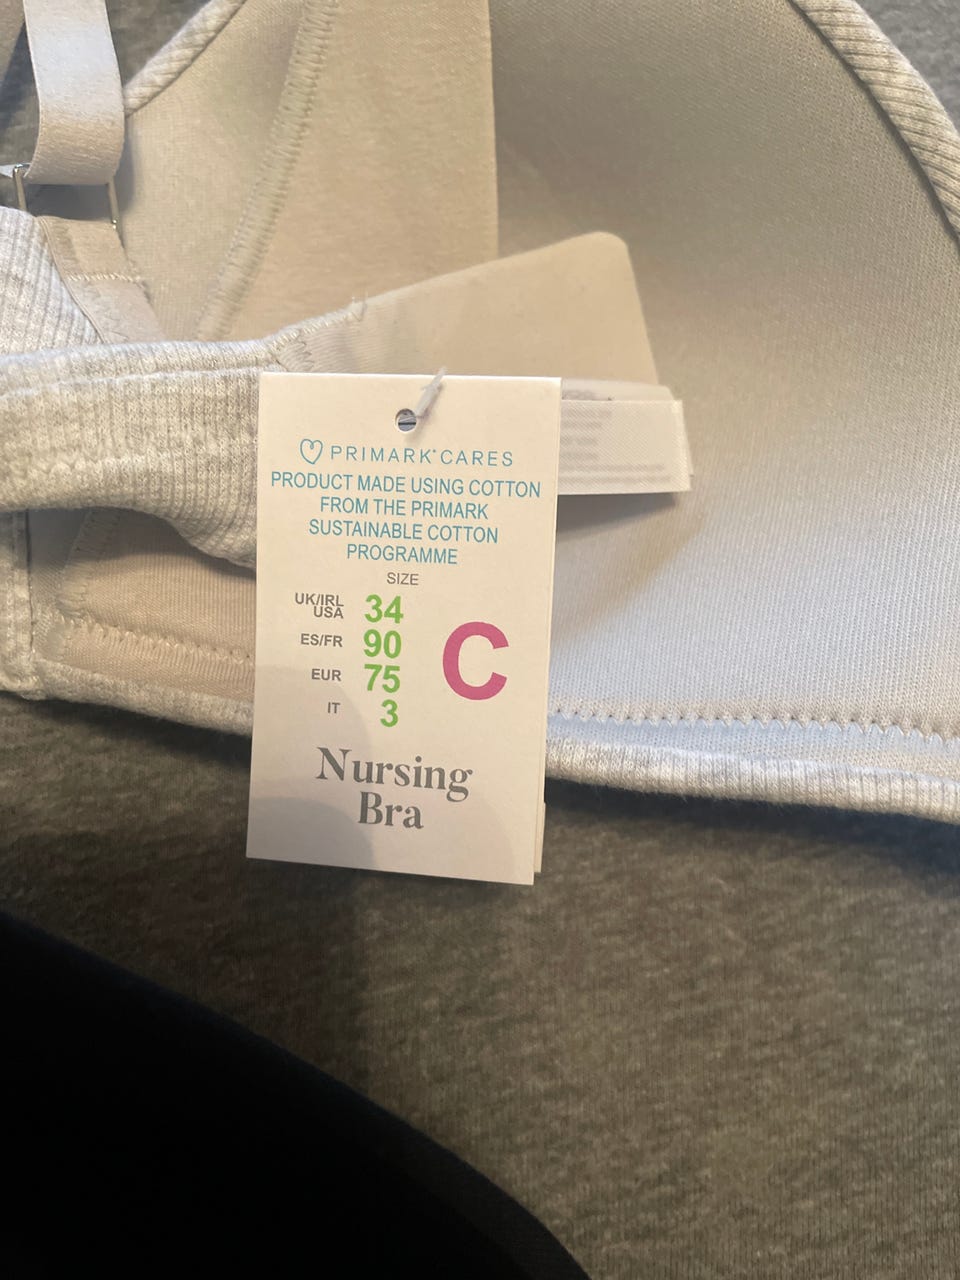 PRIMARK® CARES
PRODUCT MADE USING COTTON
FROM THE PRIMARK
SUSTAINABLE COTTON
PROGRAMME
SIZE
UK/IRL
USA 34
ES/FR 90
EUR 75
IT 3
C
Nursing
Bra